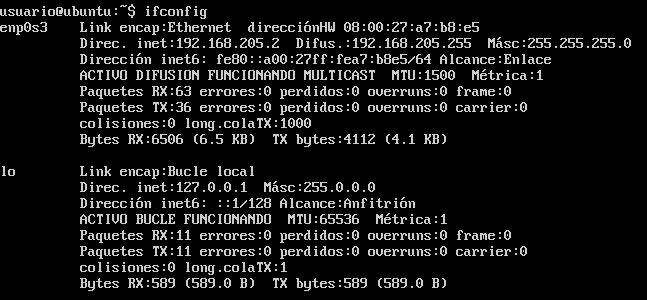 usuario@ubuntu:~$ ifconfig
enp0s3 Link encap:Ethernet direcciónHW 08:00:27:a7:b8:e5
Direc. inet:192.168.205.2 Difus.:192.168.205.255 Másc:255.255.255.0
Dirección inet6: fe80::a00:27ff:fea7:b8e5/64 Alcance:Enlace
ACTIVO DIFUSIÓN FUNCIONANDO MULTICAST MTU:1500 Métrica:1
Paquetes RX:63 errores:0 perdidos:0 overruns:0 frame:0
Paquetes TX:36 errores:0 perdidos:0 overruns:0 carrier:0
colisiones:0 long.colaTX:1000
Bytes RX:6506 (6.5 KB) TX bytes:4112 (4.1 KB)
lo Link encap:Bucle local
Direc. inet:127.0.0.1 Másc:255.0.0.0
Dirección inet6: ::1/128 Alcance:Anfitrión
ACTIVO BUCLE FUNCIONANDO MTU:65536 Métrica:1
Paquetes RX:11 errores:0 perdidos:0 overruns:0 frame:0
Paquetes TX:11 errores:0 perdidos:0 overruns:0 carrier:0
colisiones:0 long.colaTX:1
Bytes RX:589 (589.0 B) TX bytes:589 (589.0 B)